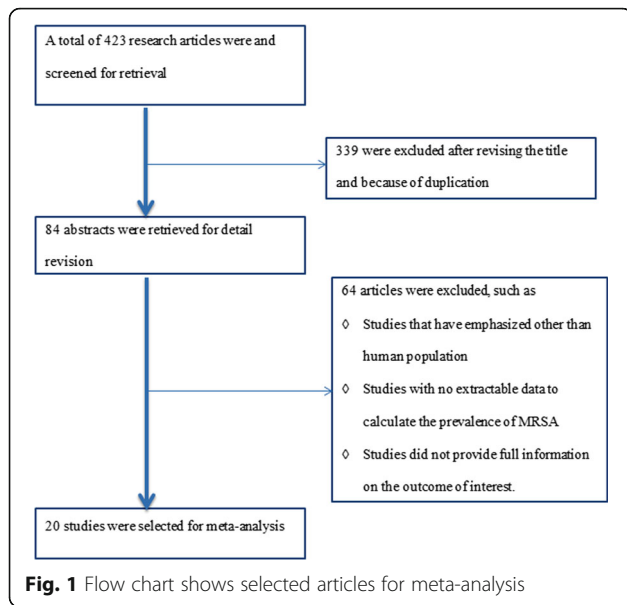 A total of 423 research articles were and
screened for retrieval
339 were excluded after revising the title
and because of duplication
84 abstracts were retrieved for detail
revision
64 articles were excluded, such as
◊ Studies that have emphasized other than
human population
◊ Studies with no extractable data to
calculate the prevalence of MRSA
◊ Studies did not provide full information
on the outcome of interest.
20 studies were selected for meta-analysis
Fig. 1 Flow chart shows selected articles for meta-analysis